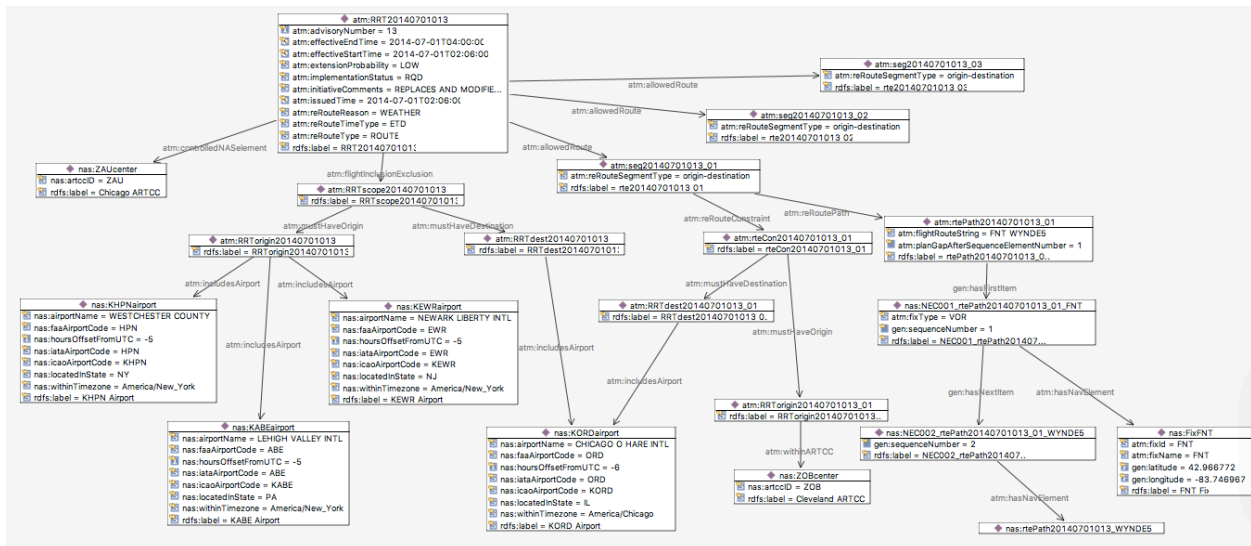 atm:RRT20140701013
atm:advisoryNumber = 13
atm:effectiveEndTime = 2014-07-01T04:00:00
atm:effectiveStartTime = 2014-07-01T02:06:00
atm:extensionProbability = LOW
atm:implementationStatus = RQD
atm:initiativeComments = REPLACES AND MODIFIE...
atm:issuedTime = 2014-07-01T02:06:00
atm:reRouteReason = WEATHER
atm:reRouteTimeType = ETD
atm:reRouteType = ROUTE
rdfs:label = RRT20140701013
atm:allowedRoute
atm:seg20140701013_03
atm:reRouteSegmentType = origin-destination
rdfs:label = rte20140701013 03
atm:allowedRoute
atm:seg20140701013_02
atm:reRouteSegmentType = origin-destination
rdfs:label = rte20140701013 02
atm:controlledNASelement
atm:allowedRoute
nas:ZAUcenter
nas:artccID = ZAU
rdfs:label = Chicago ARTCC
atm:flightInclusionExclusion
atm:seg20140701013_01
atm:reRouteSegmentType = origin-destination
rdfs:label = rte20140701013 01
atm:RRTscope20140701013
rdfs:label = RRTscope20140701013
atm:mustHaveOrigin
atm:mustHaveDestination
atm:reRouteConstraint
atm:reRoutePath
atm:RRTorigin20140701013
rdfs:label = RRTorigin20140701013
atm:RRTdest20140701013
rdfs:label = RRTdest20140701013
atm:rteCon20140701013_01
rdfs:label = rteCon20140701013_01
atm:rtePath20140701013_01
atm:flightRouteString = FNT WYNDE5
atm:planGapAfterSequenceElementNumber = 1
rdfs:label = rtePath20140701013_0...
atm:includesAirport
atm:includesAirport
atm:mustHaveDestination
gen:hasFirstItem
nas:KHPNairport
nas:airportName = WESTCHESTER COUNTY
nas:faaAirportCode = HPN
nas:hoursOffsetFromUTC = -5
nas:iataAirportCode = HPN
nas:icaoAirportCode = KHPN
nas:locatedInState = NY
nas:withinTimezone = America/New_York
rdfs:label = KHPN Airport
nas:KEWRairport
nas:airportName = NEWARK LIBERTY INTL
nas:faaAirportCode = EWR
nas:hoursOffsetFromUTC = -5
nas:iataAirportCode = EWR
nas:icaoAirportCode = KEWR
nas:locatedInState = NJ
nas:withinTimezone = America/New_York
rdfs:label = KEWR Airport
atm:RRTdest20140701013_01
rdfs:label = RRTdest20140701013 0...
nas:NEC001_rtePath20140701013_01_FNT
atm:fixType = VOR
gen:sequenceNumber = 1
rdfs:label = NEC001_rtePath201407...
atm:includesAirport
atm:includesAirport
atm:mustHaveOrigin
atm:includesAirport
gen:hasNextItem
atm:hasNavElement
atm:RRTorigin20140701013_01
rdfs:label = RRTorigin20140701013...
nas:KABEairport
nas:airportName = LEHIGH VALLEY INTL
nas:faaAirportCode = ABE
nas:hoursOffsetFromUTC = -5
nas:iataAirportCode = ABE
nas:icaoAirportCode = KABE
nas:locatedInState = PA
nas:withinTimezone = America/New_York
rdfs:label = KABE Airport
nas:KORDairport
nas:airportName = CHICAGO O HARE INTL
nas:faaAirportCode = ORD
nas:hoursOffsetFromUTC = -6
nas:iataAirportCode = ORD
nas:icaoAirportCode = KORD
nas:locatedInState = IL
nas:withinTimezone = America/Chicago
rdfs:label = KORD Airport
atm:withinARTCC
nas:ZOBcenter
nas:artccID = ZOB
rdfs:label = Cleveland ARTCC
nas:NEC002_rtePath20140701013_01_WYNDE5
gen:sequenceNumber = 2
rdfs:label = NEC002_rtePath201407...
nas:FixFNT
atm:fixId = FNT
atm:fixName = FNT
gen:latitude = 42.966772
gen:longitude = -83.746967
rdfs:label = FNT Fix
atm:hasNavElement
nas:rtePath20140701013_WYNDE5